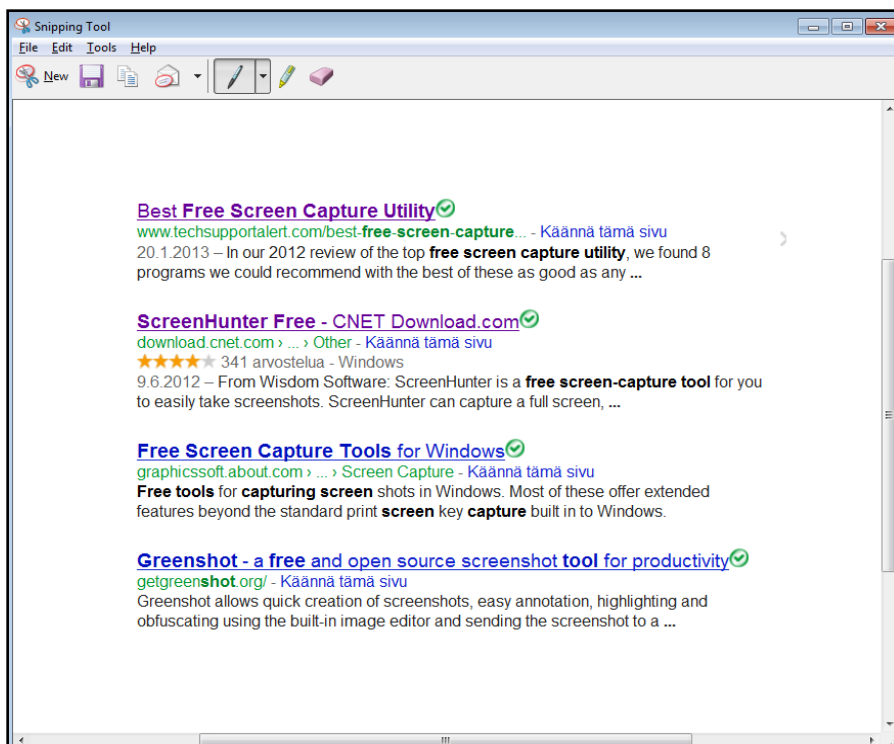 Snipping Tool
File Edit Tools Help
New
Best Free Screen Capture Utility
www.techsupportalert.com/best-free-screen-capture... - Käännä tämä sivu
20.1.2013 – In our 2012 review of the top free screen capture utility, we found 8
programs we could recommend with the best of these as good as any ...
ScreenHunter Free - CNET Download.com
download.cnet.com › ... › Other - Käännä tämä sivu
341 arvostelua - Windows
9.6.2012 – From Wisdom Software: ScreenHunter is a free screen-capture tool for you
to easily take screenshots. ScreenHunter can capture a full screen, ...
Free Screen Capture Tools for Windows
graphicssoft.about.com › ... › Screen Capture - Käännä tämä sivu
Free tools for capturing screen shots in Windows. Most of these offer extended
features beyond the standard print screen key capture built in to Windows.
Greenshot - a free and open source screenshot tool for productivity
getgreenshot.org/ - Käännä tämä sivu
Greenshot allows quick creation of screenshots, easy annotation, highlighting and
obfuscating using the built-in image editor and sending the screenshot to a ...